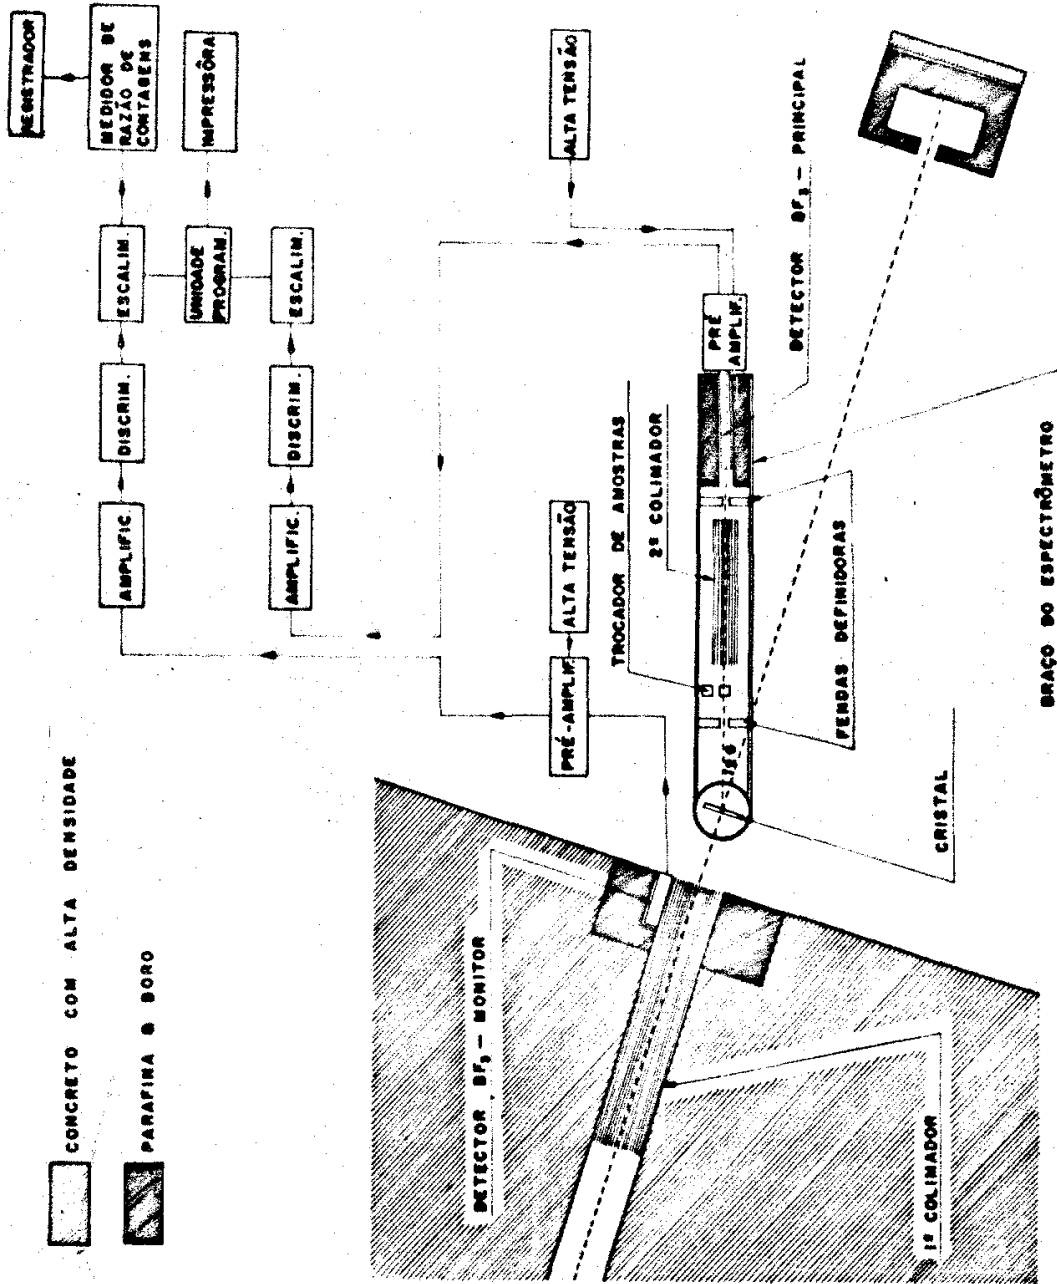 CONCRETO COM ALTA DENSIDADE
PARAFINA & BORO
REGISTRADOR
MEDIDOR DE
RAZÃO DE
CONTAGENS
IMPRESSÔRA
ESCALIM.
UNIDADE
PROGRAM.
ESCALIM.
DISCRIM.
DISCRIM.
AMPLIFIC.
AMPLIFIC.
ALTA TENSÃO
ALTA TENSÃO
PRÉ-AMPLIF.
PRÉ
AMPLIF.
TROCADOR DE AMOSTRAS
2º COLIMADOR
DETECTOR BF₃ — PRINCIPAL
DETECTOR BF₃ — MONITOR
FENDAS DEFINIDORAS
CRISTAL
1º COLIMADOR
BRAÇO DO ESPECTRÔMETRO